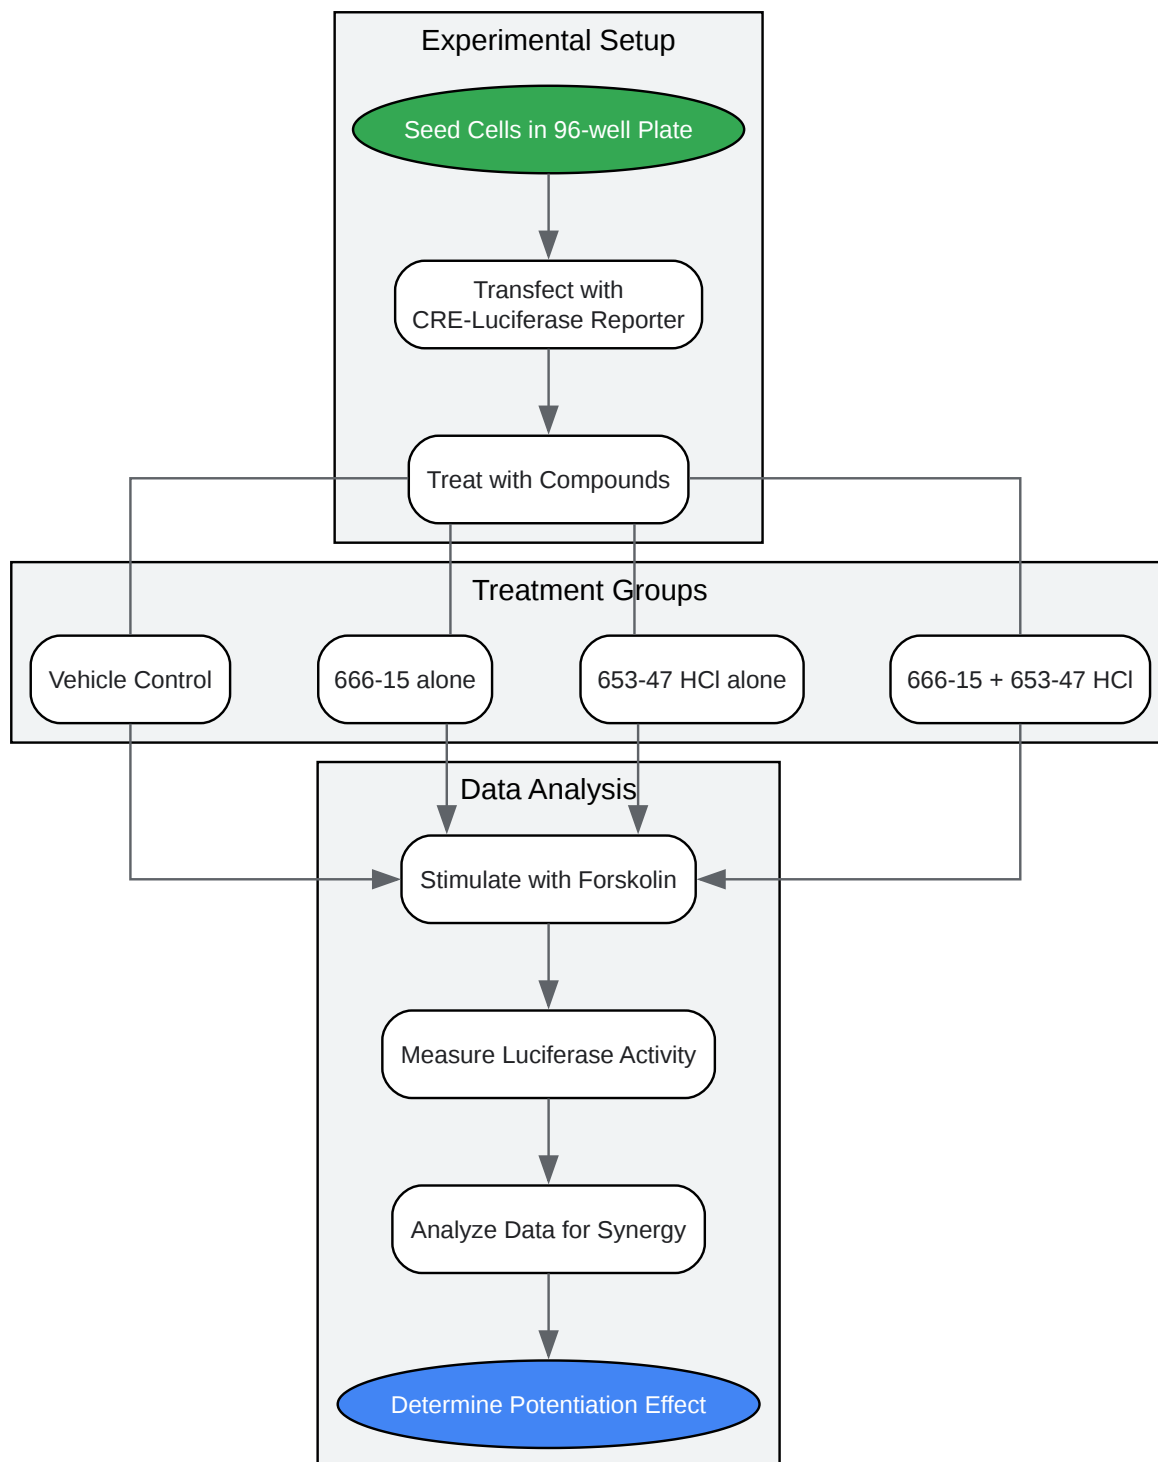 Experimental Setup
Seed Cells in 96-well Plate
Transfect with
CRE-Luciferase Reporter
Treat with Compounds
Treatment Groups
Vehicle Control
666-15 alone
653-47 HCl alone
666-15 + 653-47 HCl
Data Analysis
Stimulate with Forskolin
Measure Luciferase Activity
Analyze Data for Synergy
Determine Potentiation Effect